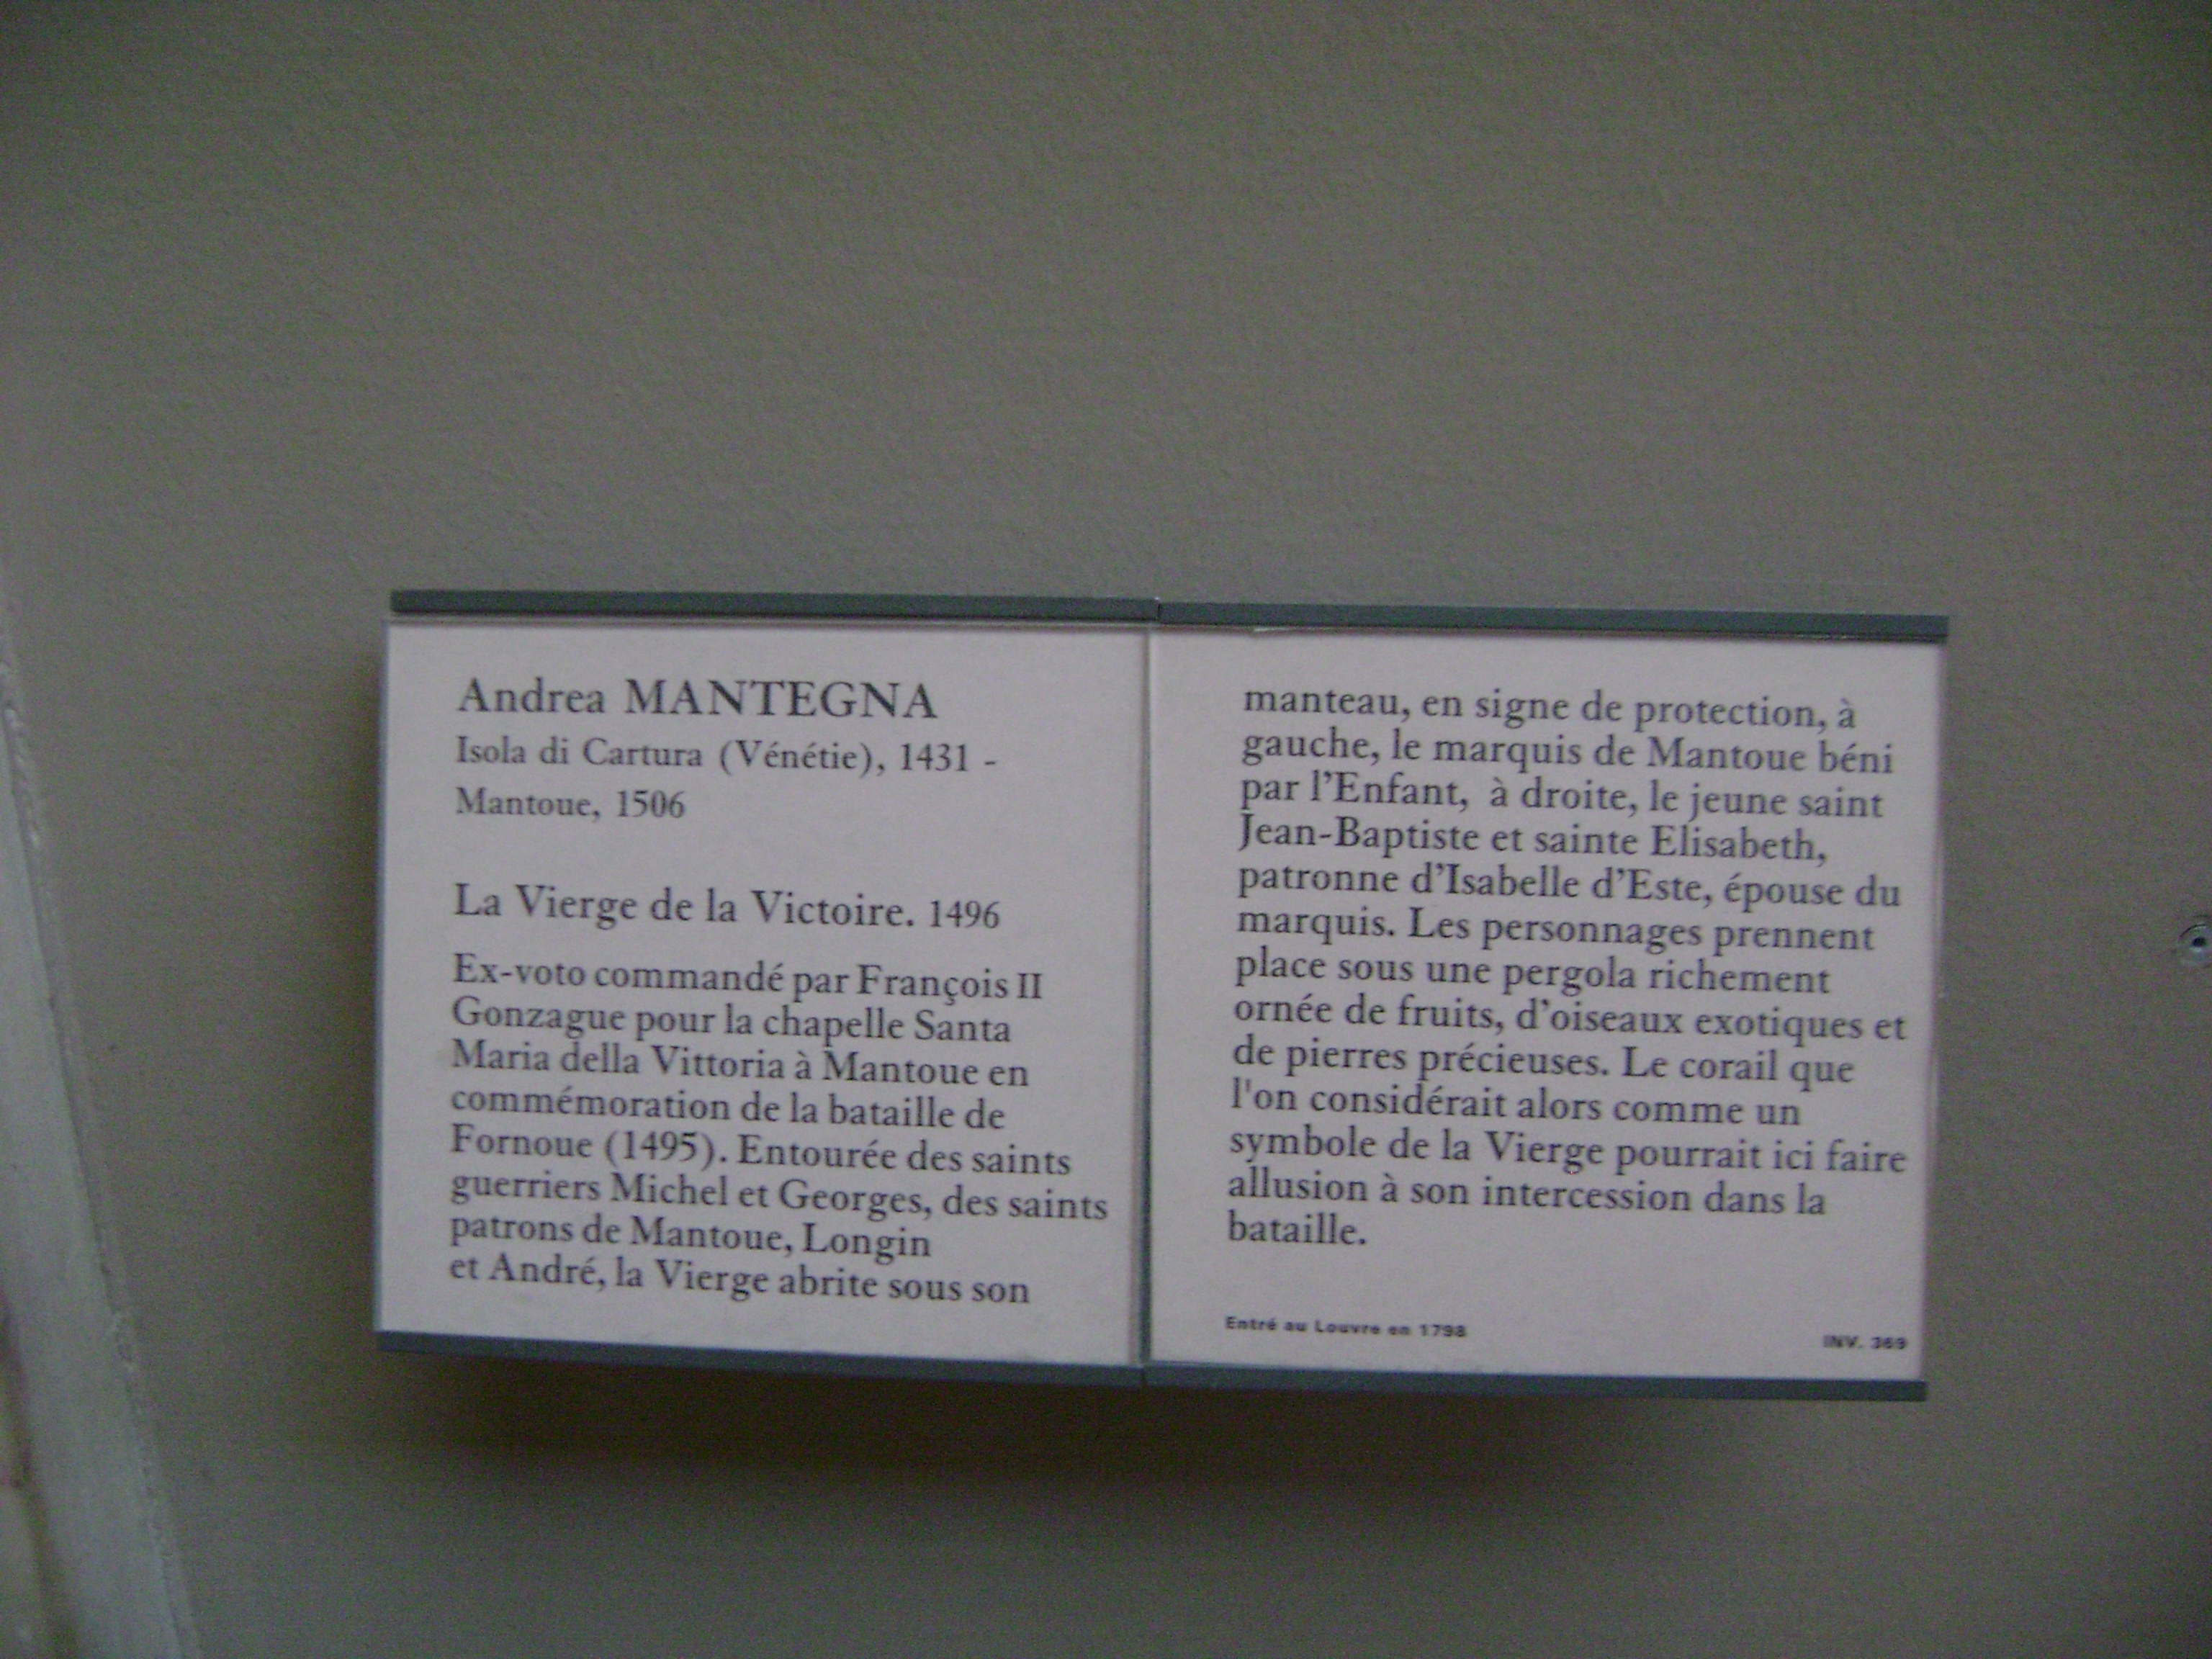 Andrea MANTEGNA
Isola di Cartura (Vénétie), 1431 -
Mantoue, 1506
La Vierge de la Victoire. 1496
Ex-voto commandé par François II
Gonzague pour la chapelle Santa
Maria della Vittoria à Mantoue en
commémoration de la bataille de
Fornoue (1495). Entourée des saints
guerriers Michel et Georges, des saints
patrons de Mantoue, Longin
et André, la Vierge abrite sous son
manteau, en signe de protection, à
gauche, le marquis de Mantoue béni
par l'Enfant, à droite, le jeune saint
Jean-Baptiste et sainte Elisabeth,
patronne d'Isabelle d'Este, épouse du
marquis. Les personnages prennent
place sous une pergola richement
ornée de fruits, d'oiseaux exotiques et
de pierres précieuses. Le corail que
l'on considérait alors comme un
symbole de la Vierge pourrait ici faire
allusion à son intercession dans la
bataille.
Entré au Louvre en 1798
INV. 369